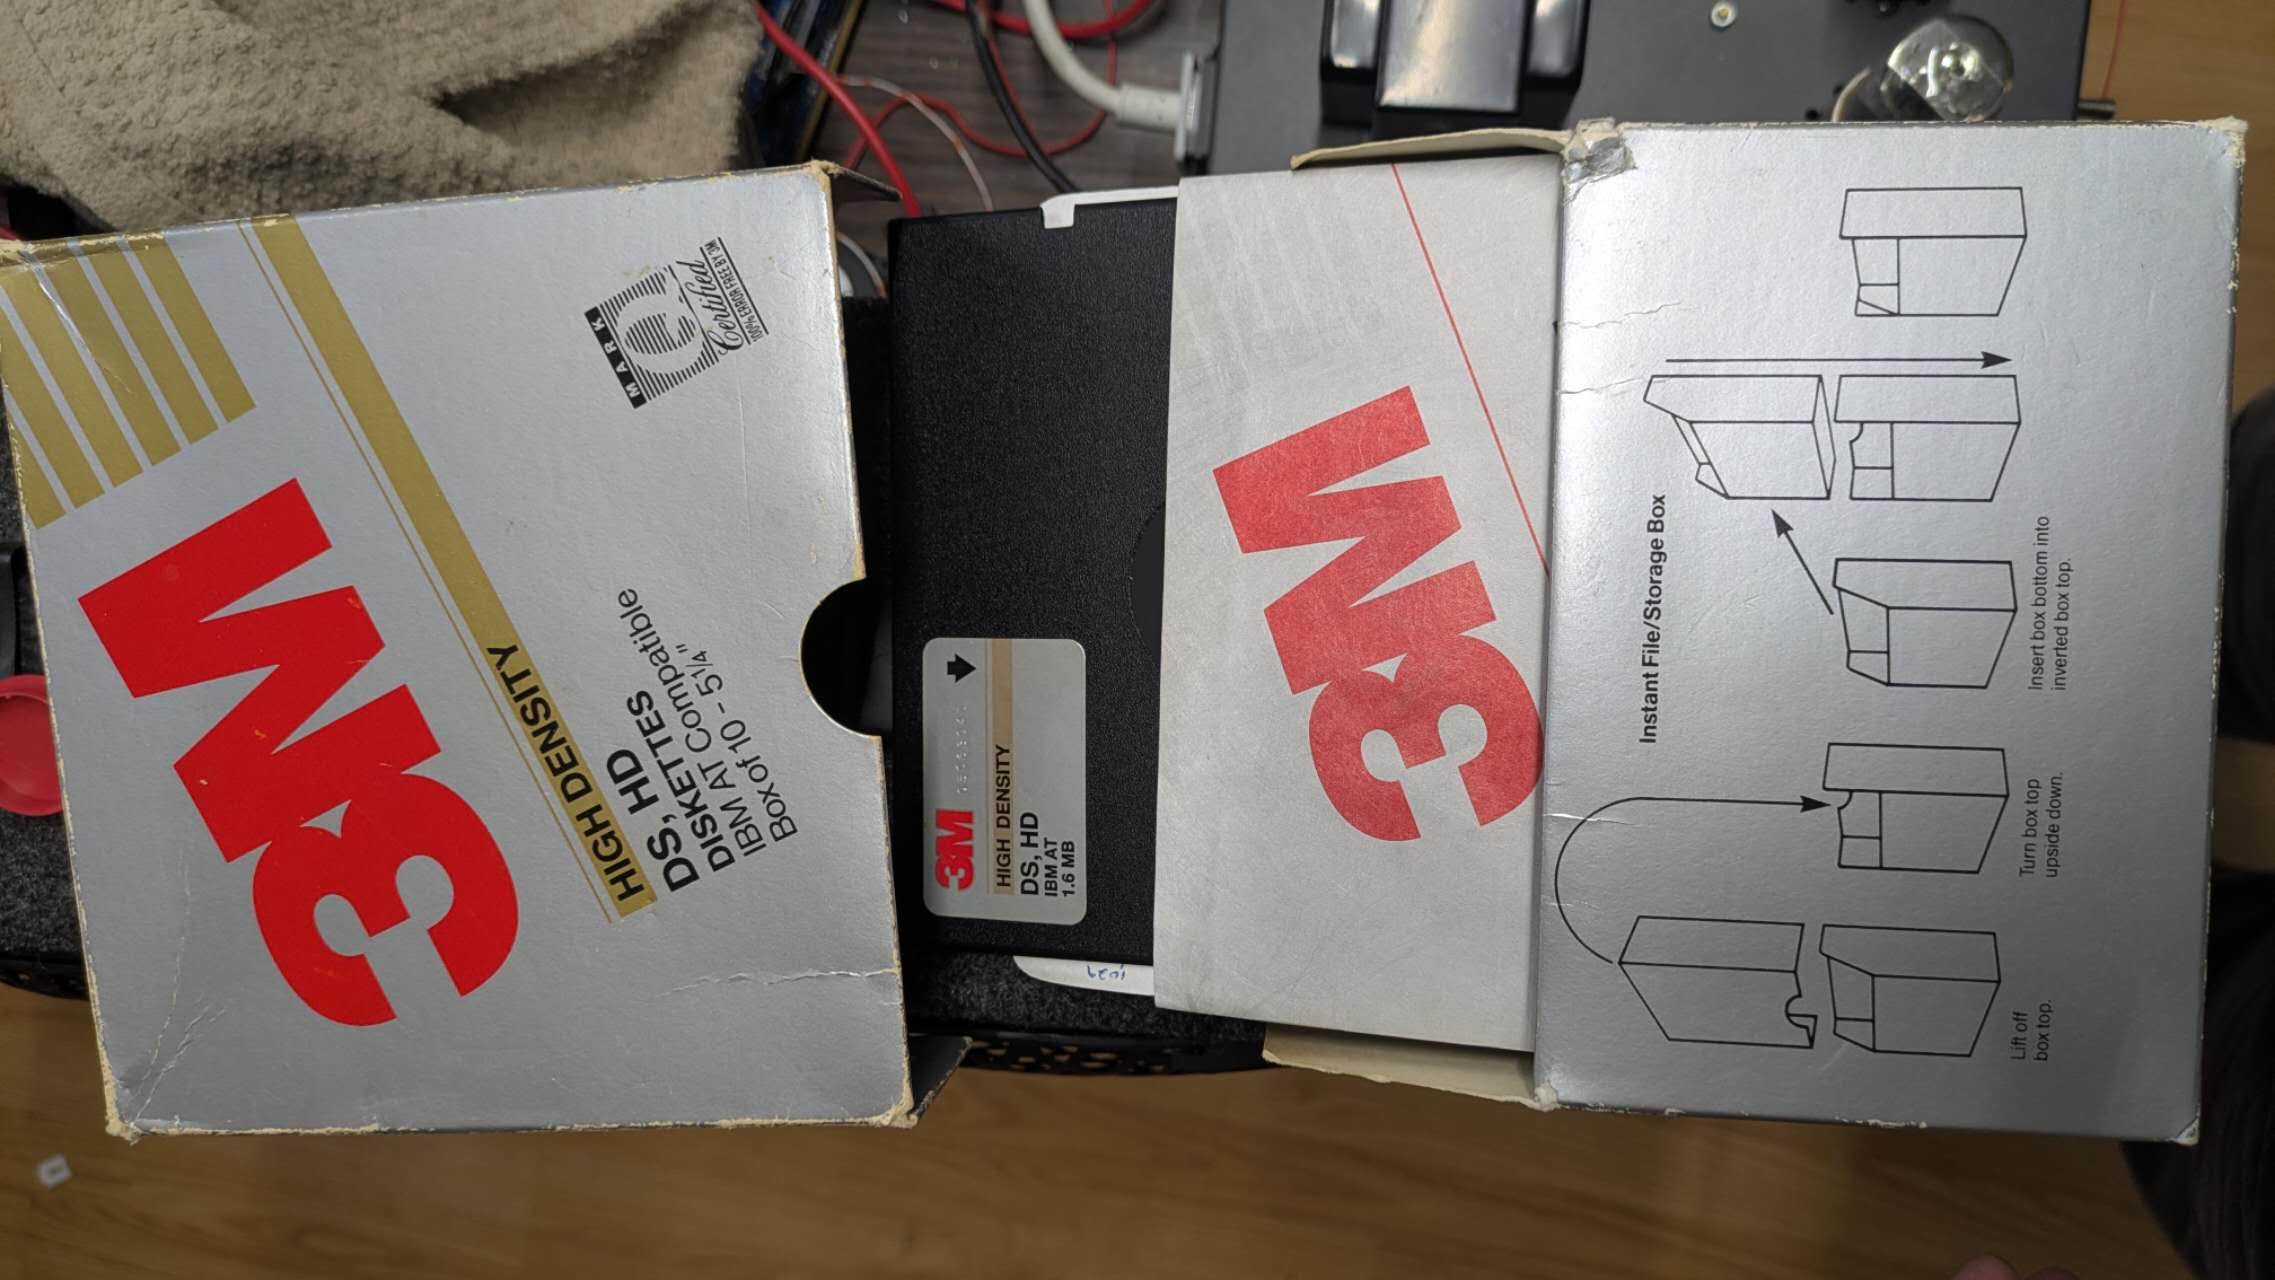 3M
HIGH DENSITY
DS, HD
DISKETTES
IBM AT Compatible
Box of 10 – 5¼"
MARK
Q
Certified
100% ERROR FREE BY 3M
3M
HIGH DENSITY
DS, HD
IBM AT
1.6 MB
3M
Instant File/Storage Box
Lift off
box top.
Turn box top
upside down.
Insert box bottom into
inverted box top.